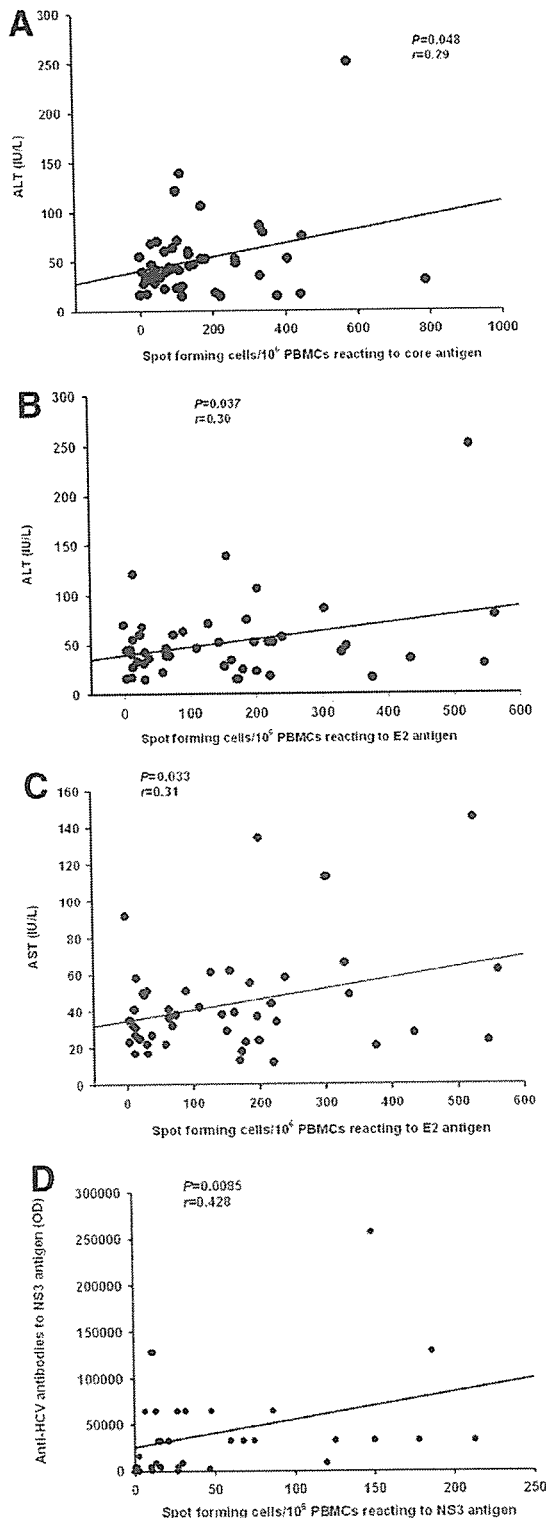 A
P=0.048
r=0.29
ALT (IU/L)
300
250
200
150
100
50
0
0 200 400 600 800 1000
Spot forming cells/10⁶ PBMCs reacting to core antigen
B
P=0.037
r=0.30
ALT (IU/L)
300
250
200
150
100
50
0
0 100 200 300 400 500 600
Spot forming cells/10⁶ PBMCs reacting to E2 antigen
C
P=0.033
r=0.31
AST (IU/L)
160
140
120
100
80
60
40
20
0
0 100 200 300 400 500 600
Spot forming cells/10⁶ PBMCs reacting to E2 antigen
D
P=0.0085
r=0.428
Anti-HCV antibodies to NS3 antigen (OD)
300000
250000
200000
150000
100000
50000
0
0 50 100 150 200 250
Spot forming cells/10⁶ PBMCs reacting to NS3 antigen